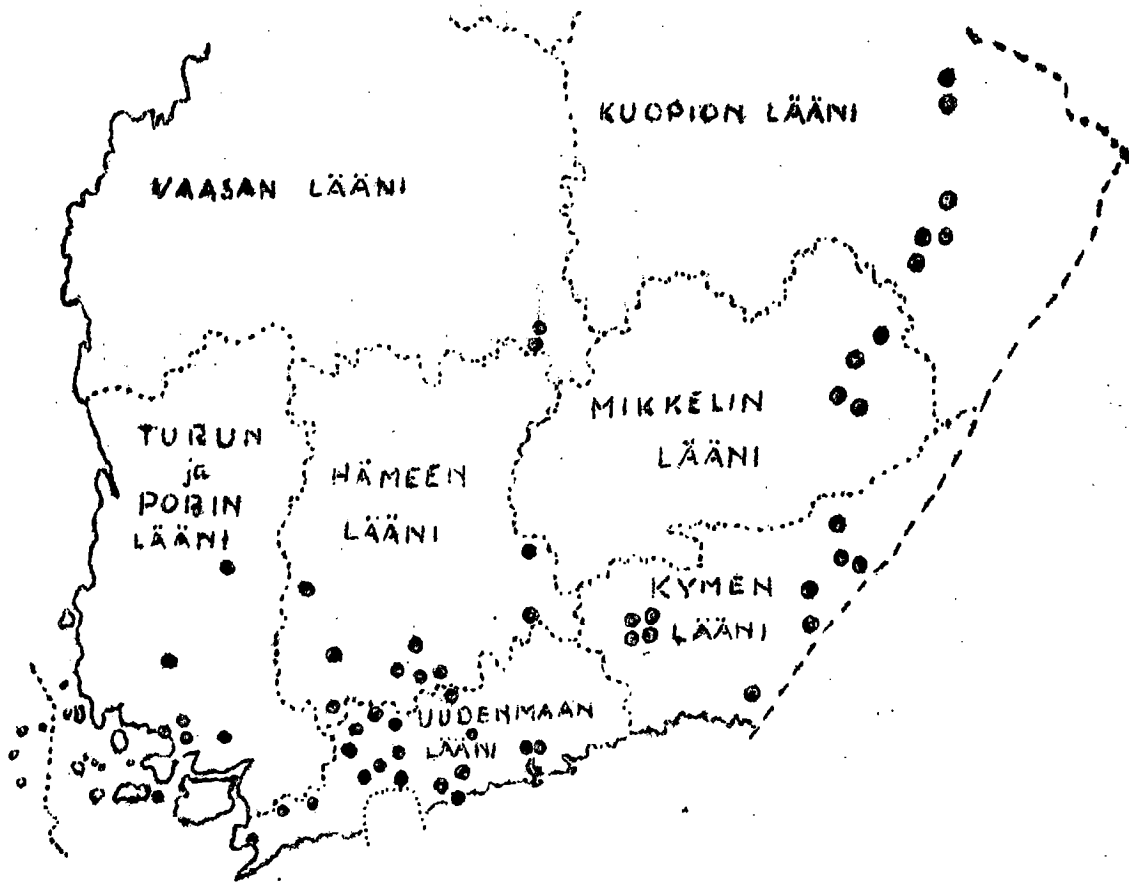 KUOPION LÄÄNI
VAASAN LÄÄNI
MIKKELIN
LÄÄNI
TURUN
ja
PORIN
LÄÄNI
HÄMEEN
LÄÄNI
KYMEN
LÄÄNI
UUDENMAAN
LÄÄNI